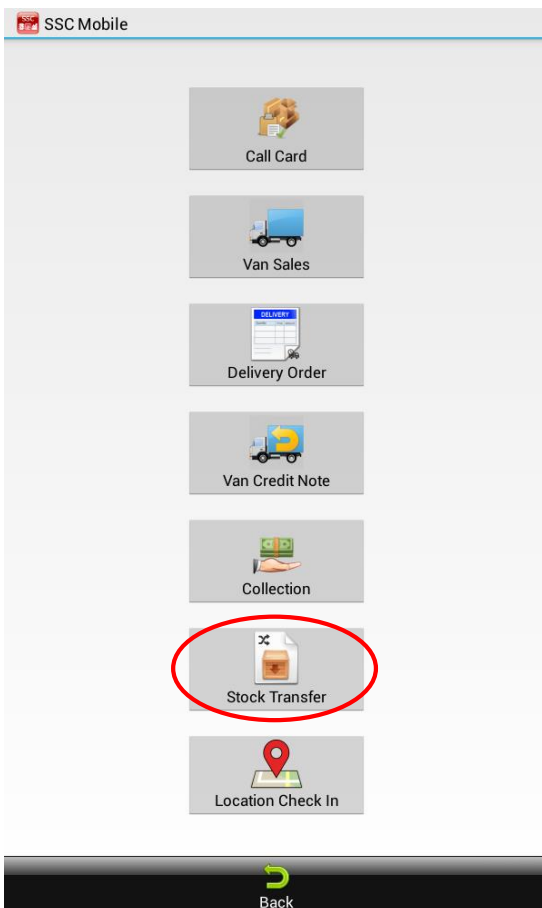 SSC Mobile
Call Card
Van Sales
DELIVERY
Delivery Order
Van Credit Note
Collection
Stock Transfer
Location Check In
Back